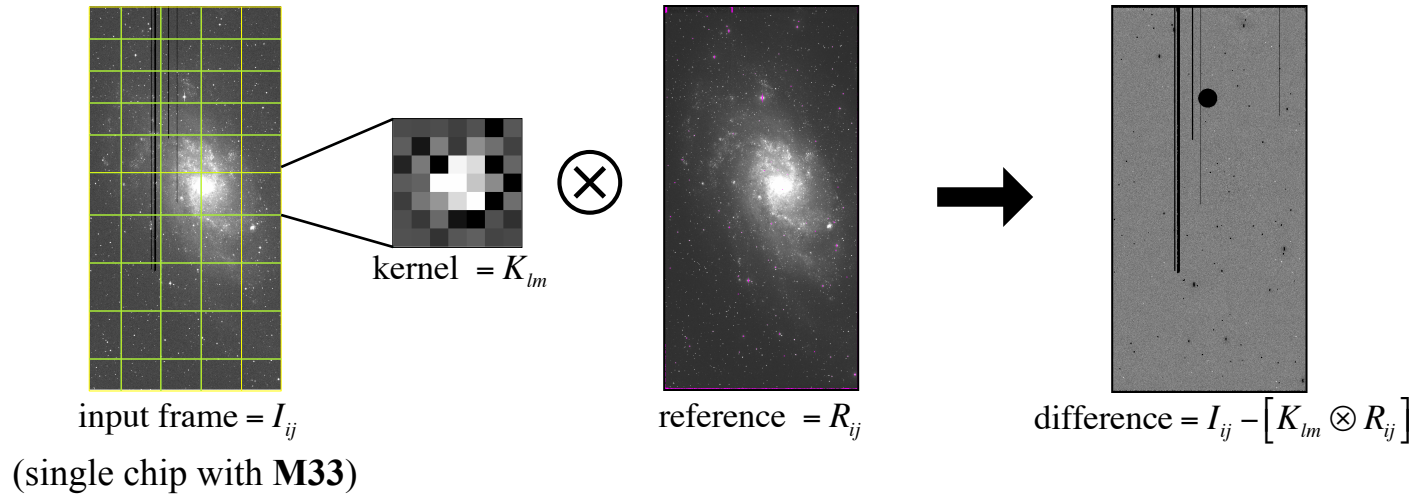 kernel = K_lm
input frame = I_ij
reference = R_ij
difference = I_ij − [K_lm ⊗ R_ij]
(single chip with M33)